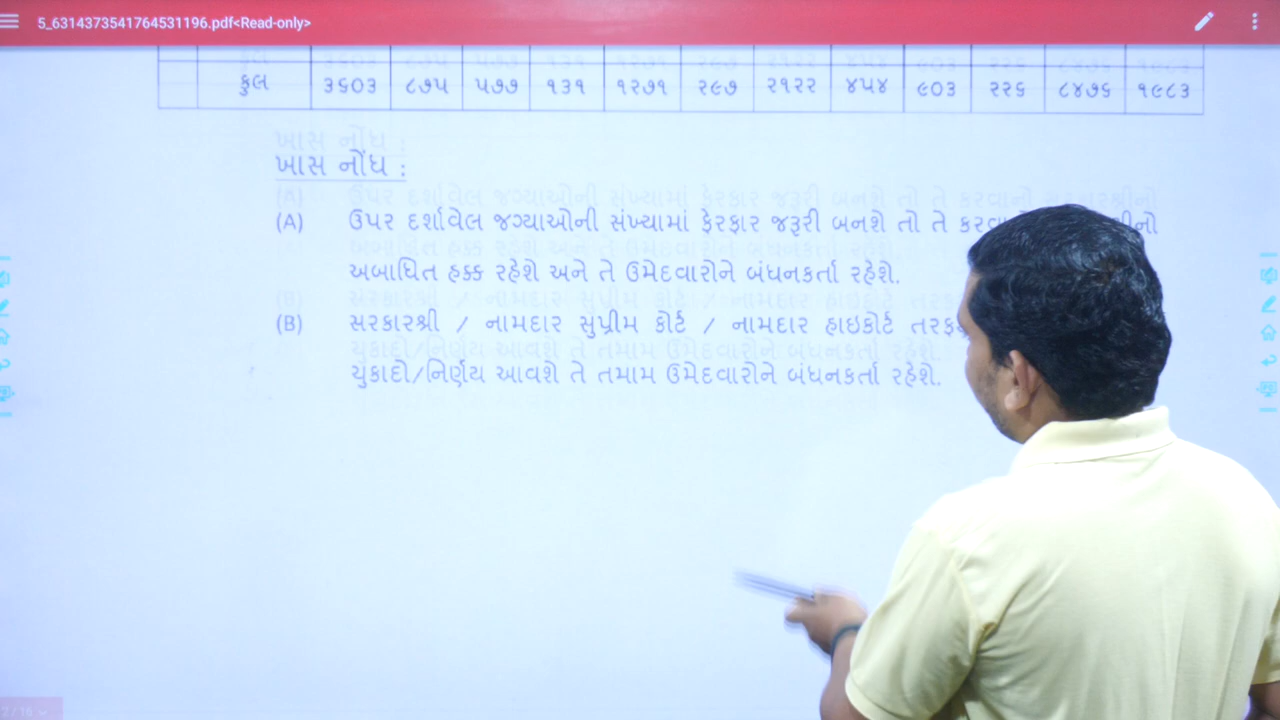 5_6314373541764531196.pdf<Read-only>
કુલ ૩૬૦૩ ૮૭૫ ૫૭૭ ૧૩૧ ૧૨૭૧ ૨૯૭ ૨૧૨૨ ૪૫૪ ૯૦૩ ૨૨૬ ૮૪૭૬ ૧૯૮૩
ખાસ નોંધ :
(A) ઉપર દર્શાવેલ જગ્યાઓની સંખ્યામાં ફેરફાર જરૂરી બનશે તો તે
અબાધિત હક્ક રહેશે અને તે ઉમેદવારોને બંધનકર્તા રહેશે.
(B) સરકારશ્રી / નામદાર સુપ્રીમ કોર્ટ / નામદાર હાઇકોર્ટ
ચુંકાદો/નિર્ણય આવશે તે તમામ ઉમેદવારોને બંધનકર્તા રહેશે.
2 / 16